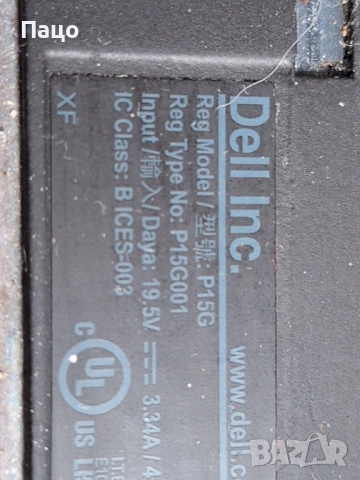 Пацо
Dell Inc. www.dell.c
Reg Model / 型號: P15G
Reg Type No: P15G001
Input /輸入/ Daya: 19.5V ⎓ 3.34A / 4
IC Class: B ICES-003
XF
C UL US
BAZAR